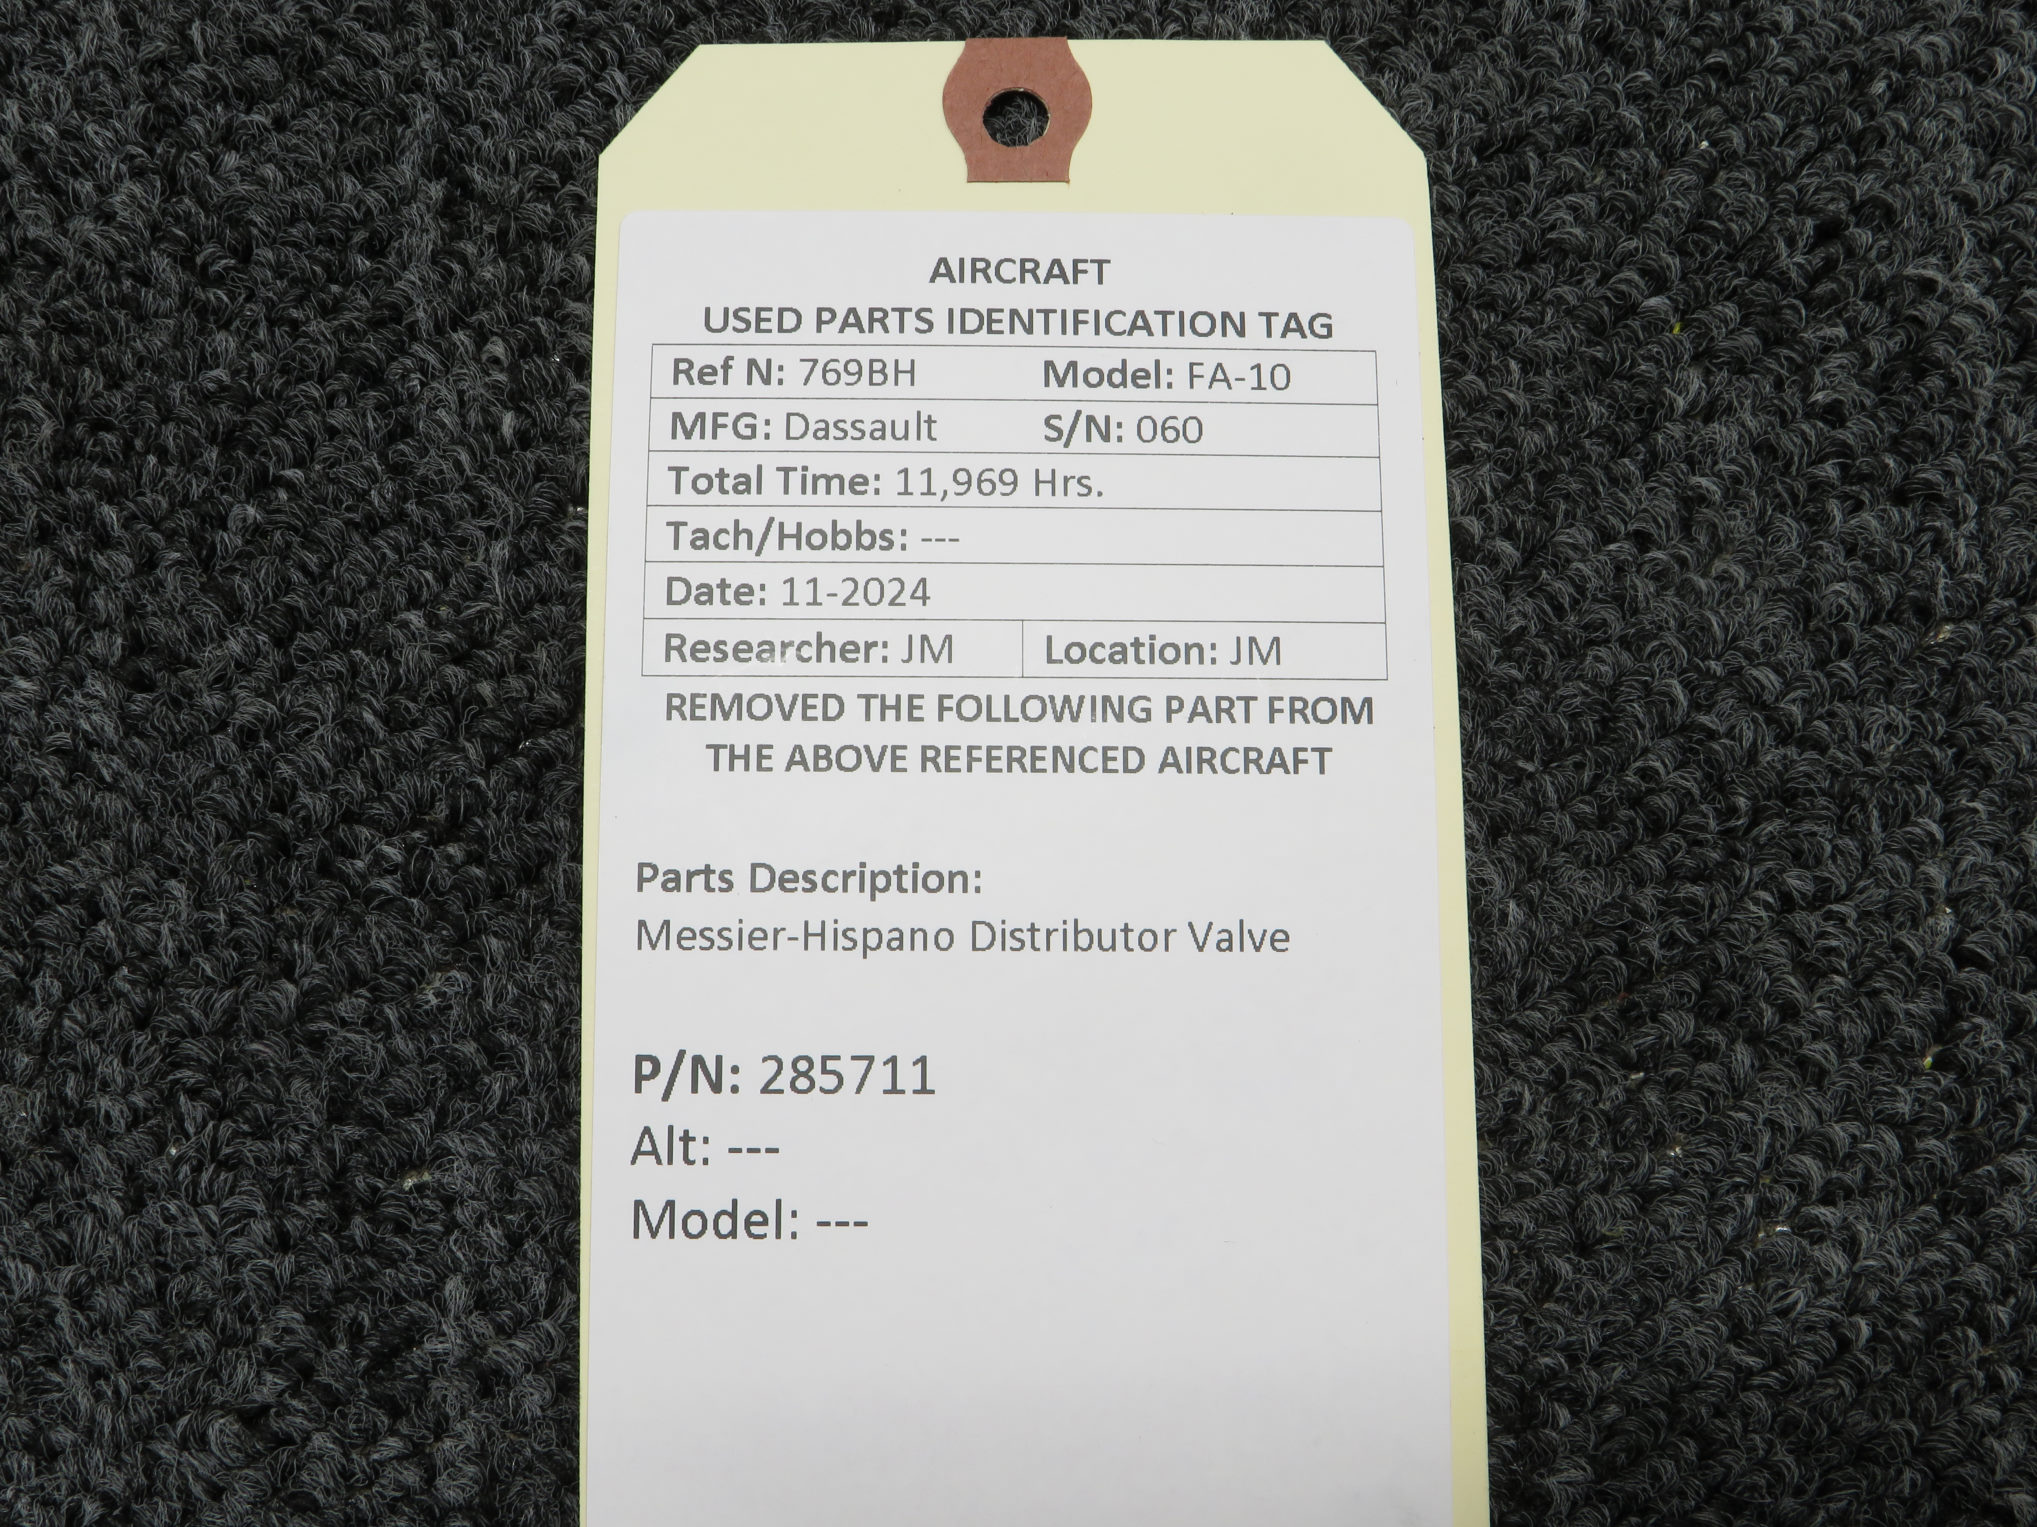 AIRCRAFT
USED PARTS IDENTIFICATION TAG
Ref N: 769BH Model: FA-10
MFG: Dassault S/N: 060
Total Time: 11,969 Hrs.
Tach/Hobbs: ---
Date: 11-2024
Researcher: JM Location: JM
REMOVED THE FOLLOWING PART FROM
THE ABOVE REFERENCED AIRCRAFT
Parts Description:
Messier-Hispano Distributor Valve
P/N: 285711
Alt: ---
Model: ---